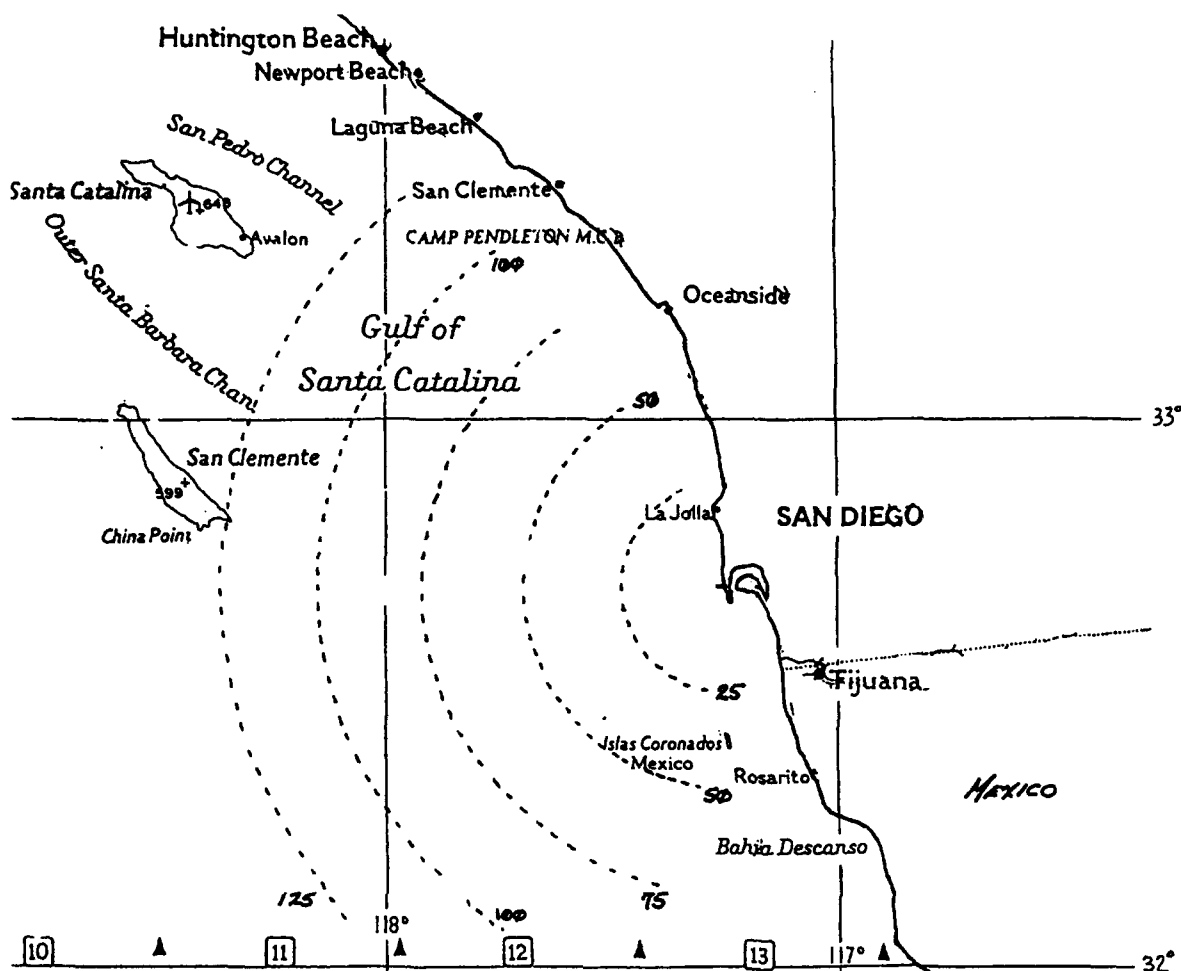 Huntington Beach
Newport Beach
Laguna Beach
San Pedro Channel
Santa Catalina
648
Avalon
San Clemente
CAMP PENDLETON M.C.B
100
Outer Santa Barbara Chan
Oceanside
Gulf of
Santa Catalina
50
33°
San Clemente
599
China Point
La Jolla
SAN DIEGO
Tijuana
25
Islas Coronados
Mexico
Rosarito
50
MEXICO
Bahia Descanso
125
100
75
118°
117°
10
11
12
13
32°